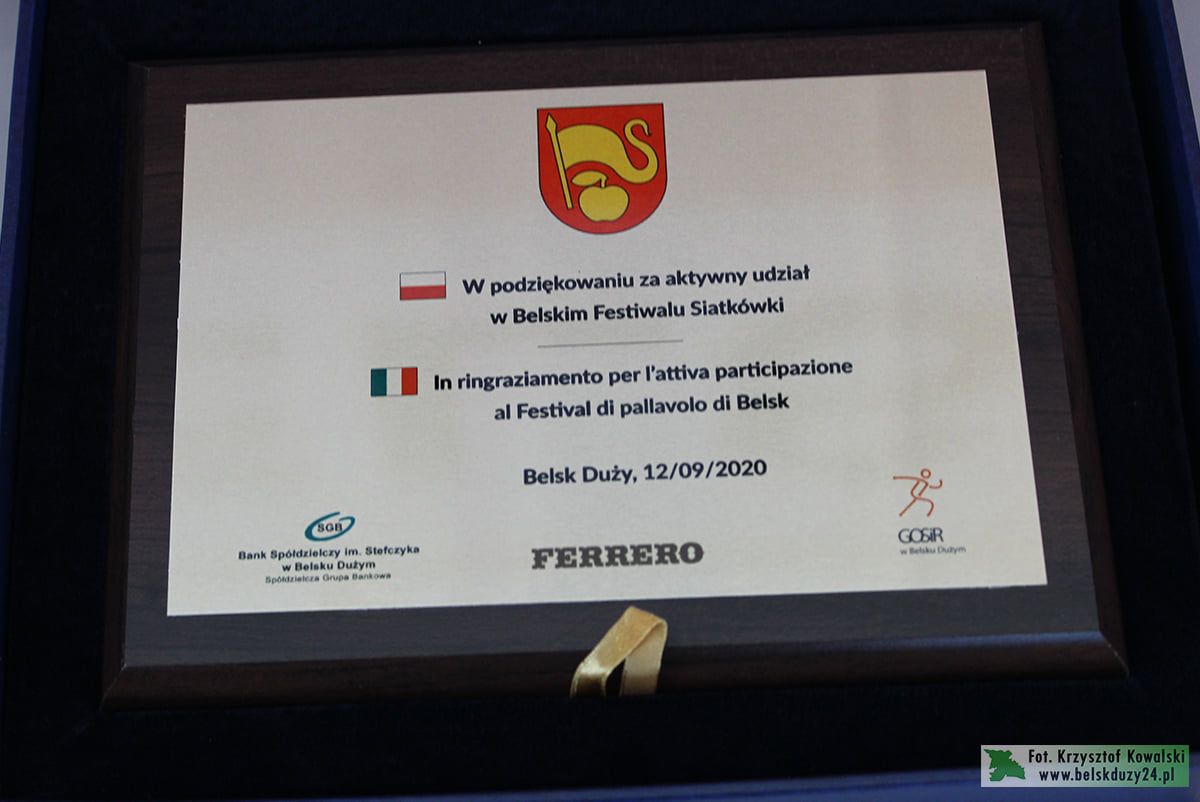 W podziękowaniu za aktywny udział
w Belskim Festiwalu Siatkówki
In ringraziamento per l'attiva participazione
al Festival di pallavolo di Belsk
Belsk Duży, 12/09/2020
SGB
Bank Spółdzielczy im. Stefczyka
w Belsku Dużym
Spółdzielcza Grupa Bankowa
FERRERO
GOSiR
w Belsku Dużym
Fot. Krzysztof Kowalski
www.belskduzy24.pl